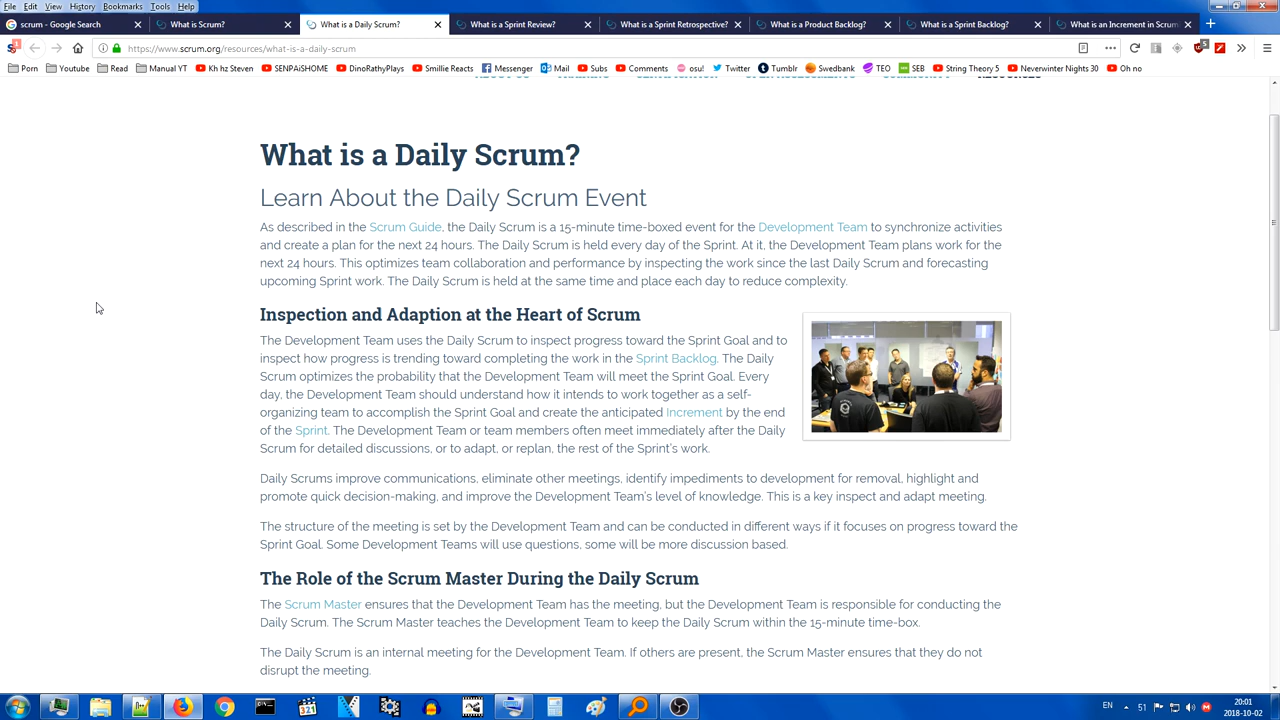 File Edit View History Bookmarks Tools Help
scrum - Google Search What is Scrum? What is a Daily Scrum? What is a Sprint Review? What is a Sprint Retrospective? What is a Product Backlog? What is a Sprint Backlog? What is an Increment in Scrum
https://www.scrum.org/resources/what-is-a-daily-scrum
Porn Youtube Read Manual YT Kh hz Steven SENPAiiSHOME DinoRathyPlays Smillie Reacts Messenger Mail Subs Comments osu! Twitter Tumblr Swedbank TEO SEB String Theory 5 Neverwinter Nights 30 Oh no
What is a Daily Scrum?
Learn About the Daily Scrum Event
As described in the Scrum Guide, the Daily Scrum is a 15-minute time-boxed event for the Development Team to synchronize activities
and create a plan for the next 24 hours. The Daily Scrum is held every day of the Sprint. At it, the Development Team plans work for the
next 24 hours. This optimizes team collaboration and performance by inspecting the work since the last Daily Scrum and forecasting
upcoming Sprint work. The Daily Scrum is held at the same time and place each day to reduce complexity.
Inspection and Adaption at the Heart of Scrum
The Development Team uses the Daily Scrum to inspect progress toward the Sprint Goal and to
inspect how progress is trending toward completing the work in the Sprint Backlog. The Daily
Scrum optimizes the probability that the Development Team will meet the Sprint Goal. Every
day, the Development Team should understand how it intends to work together as a self-
organizing team to accomplish the Sprint Goal and create the anticipated Increment by the end
of the Sprint. The Development Team or team members often meet immediately after the Daily
Scrum for detailed discussions, or to adapt, or replan, the rest of the Sprint's work.
Daily Scrums improve communications, eliminate other meetings, identify impediments to development for removal, highlight and
promote quick decision-making, and improve the Development Team's level of knowledge. This is a key inspect and adapt meeting.
The structure of the meeting is set by the Development Team and can be conducted in different ways if it focuses on progress toward the
Sprint Goal. Some Development Teams will use questions, some will be more discussion based.
The Role of the Scrum Master During the Daily Scrum
The Scrum Master ensures that the Development Team has the meeting, but the Development Team is responsible for conducting the
Daily Scrum. The Scrum Master teaches the Development Team to keep the Daily Scrum within the 15-minute time-box.
The Daily Scrum is an internal meeting for the Development Team. If others are present, the Scrum Master ensures that they do not
disrupt the meeting.
EN 51 20:01
2018-10-02